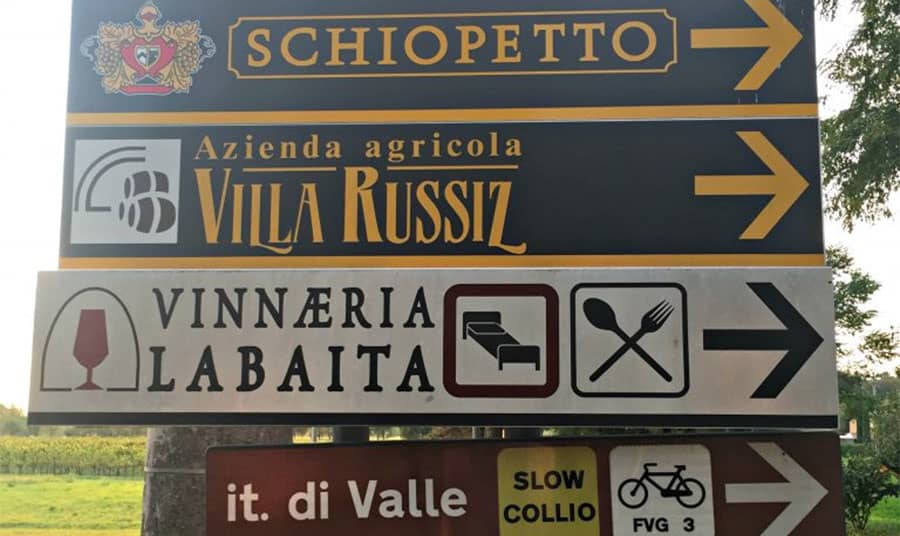 SCHIOPETTO
Azienda agricola
VILLA RUSSIZ
VINNÆRIA
LABAITA
it. di Valle
SLOW
COLLIO
FVG 3